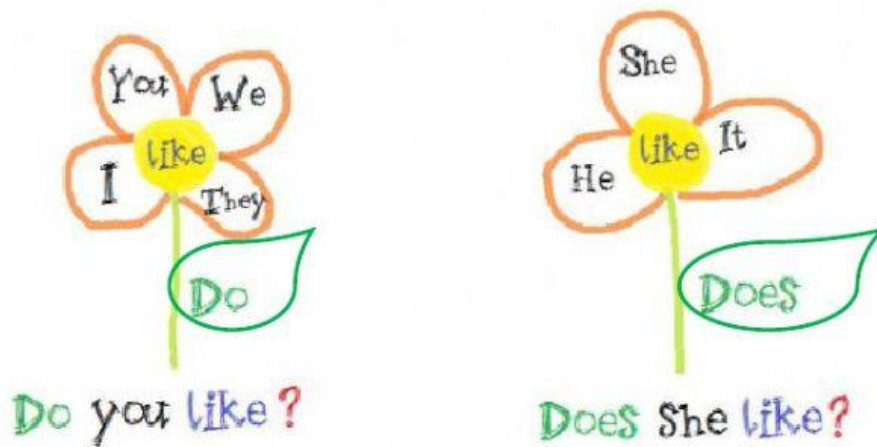 You We
I like They
Do
Do you like?
She
He like It
Does
Does she like?